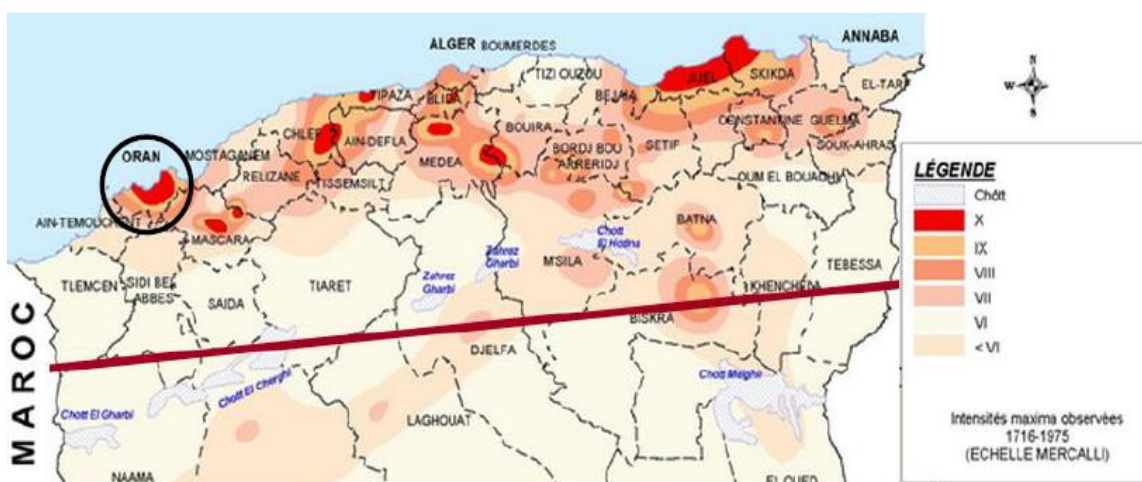 ALGER BOUMERDES
ANNABA
TIZI OUZOU
JIJEL
SKIKDA
EL-TARF
TIPAZA
BLIDA
BEJAIA
CONSTANTINE
GUELMA
CHLEF
AIN-DEFLA
BOUIRA
BORDJ BOU
ARRERIDJ
SETIF
SOUK-AHRAS
ORAN
MOSTAGANEM
RELIZANE
TISSEMSILT
MEDEA
OUM EL BOUAGHI
AIN-TEMOUCHENT
MASCARA
BATNA
Chott
El Hodna
M'SILA
Zahrez
Gharbi
Zahrez
Gharbi
TEBESSA
KHENCHELA
TLEMCEN
SIDI BEL
ABBES
SAIDA
TIARET
BISKRA
DJELFA
Chott Melghir
Chott El Cherghi
Chott El Gharbi
LAGHOUAT
NAAMA
EL OUED
MAROC
N
W
E
S
LÉGENDE
Chôtt
X
IX
VIII
VII
VI
< VI
Intensités maxima observées
1716-1975
(ECHELLE MERCALLI)